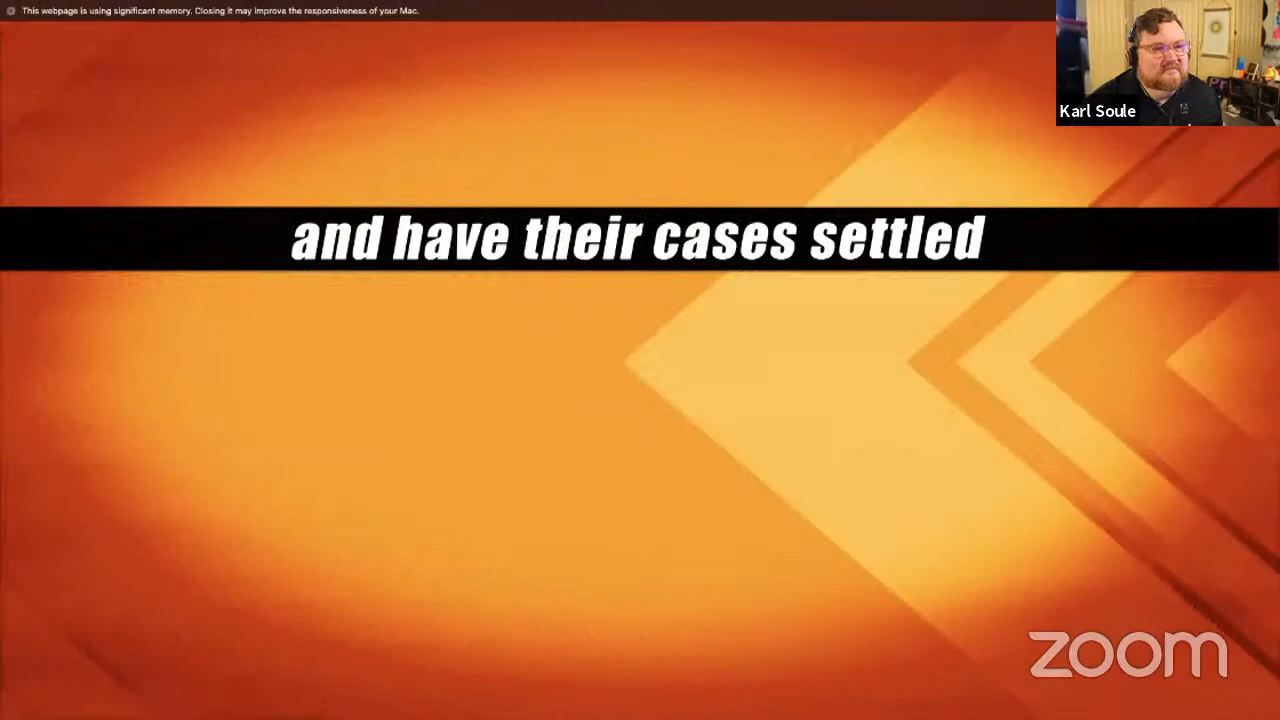 This webpage is using significant memory. Closing it may improve the responsiveness of your Mac.
Karl Soule
and have their cases settled
zoom